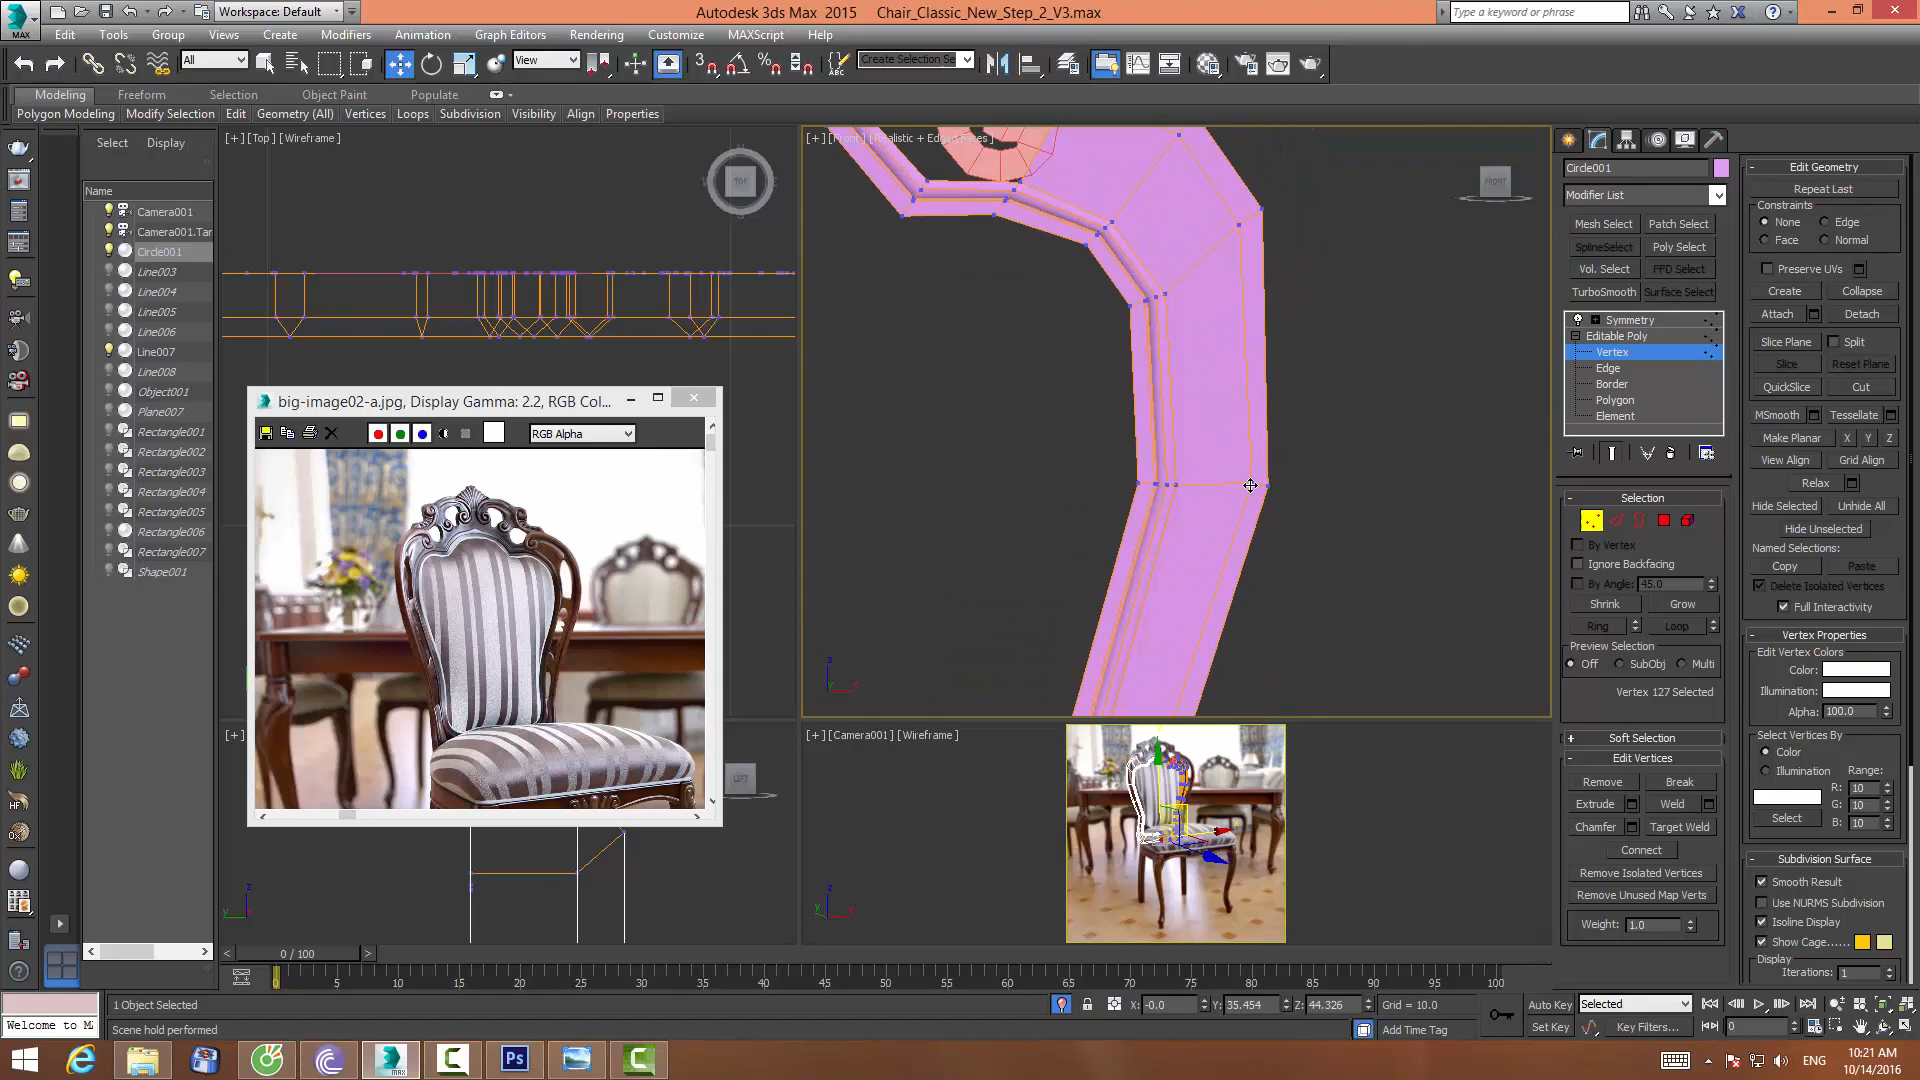 Workspace: Default
Autodesk 3ds Max 2015 Chair_Classic_New_Step_2_V3.max
Type a keyword or phrase
MAX
Edit Tools Group Views Create Modifiers Animation Graph Editors Rendering Customize MAXScript Help
All
View
Create Selection Se
Modeling Freeform Selection Object Paint Populate
Polygon Modeling Modify Selection Edit Geometry (All) Vertices Loops Subdivision Visibility Align Properties
Select Display
Name
Camera001
Camera001.Tar
Circle001
Line003
Line004
Line005
Line006
Line007
Line008
Object001
Plane007
Rectangle001
Rectangle002
Rectangle003
Rectangle004
Rectangle005
Rectangle006
Rectangle007
Shape001
[+] [Top] [Wireframe]
TOP
big-image02-a.jpg, Display Gamma: 2.2, RGB Col...
RGB Alpha
[+] [Front] [Realistic + Edged Faces]
FRONT
[+]
LEFT
[+] [Camera001] [Wireframe]
Circle001
Modifier List
Mesh Select Patch Select
SplineSelect Poly Select
Vol. Select FFD Select
TurboSmooth Surface Select
Symmetry
Editable Poly
Vertex
Edge
Border
Polygon
Element
Selection
By Vertex
Ignore Backfacing
By Angle: 45.0
Shrink Grow
Ring Loop
Preview Selection
Off SubObj Multi
Vertex 127 Selected
Soft Selection
Edit Vertices
Remove Break
Extrude Weld
Chamfer Target Weld
Connect
Remove Isolated Vertices
Remove Unused Map Verts
Weight: 1.0
Edit Geometry
Repeat Last
Constraints
None Edge
Face Normal
Preserve UVs
Create Collapse
Attach Detach
Slice Plane Split
Slice Reset Plane
QuickSlice Cut
MSmooth Tessellate
Make Planar X Y Z
View Align Grid Align
Relax
Hide Selected Unhide All
Hide Unselected
Named Selections:
Copy Paste
Delete Isolated Vertices
Full Interactivity
Vertex Properties
Edit Vertex Colors
Color:
Illumination:
Alpha: 100.0
Select Vertices By
Color
Illumination Range:
R: 10
G: 10
B: 10
Select
Subdivision Surface
Smooth Result
Use NURMS Subdivision
Isoline Display
Show Cage......
Display
Iterations: 1
0 / 100
0 5 10 15 20 25 30 35 40 45 50 55 60 65 70 75 80 85 90 95 100
1 Object Selected
X: -0.0 Y: 35.454 Z: 44.326 Grid = 10.0
Auto Key Selected
Welcome to M
Scene hold performed
Add Time Tag
Set Key Key Filters... 0
HF
MAX
Ps
ENG
10:21 AM
10/14/2016